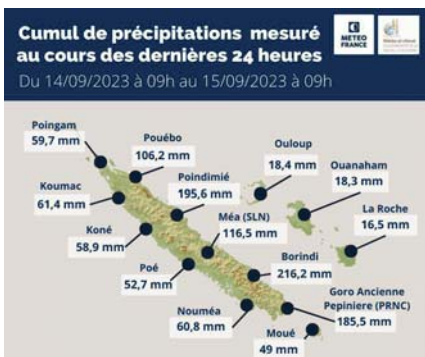 Cumul de précipitations mesuré
au cours des dernières 24 heures
Du 14/09/2023 à 09h au 15/09/2023 à 09h
METEO
FRANCE
Poingam
59,7 mm
Pouébo
106,2 mm
Ouloup
18,4 mm
Ouanaham
18,3 mm
Koumac
61,4 mm
Poindimié
195,6 mm
La Roche
16,5 mm
Koné
58,9 mm
Méa (SLN)
116,5 mm
Poé
52,7 mm
Borindi
216,2 mm
Nouméa
60,8 mm
Goro Ancienne
Pepiniere (PRNC)
185,5 mm
Moué
49 mm